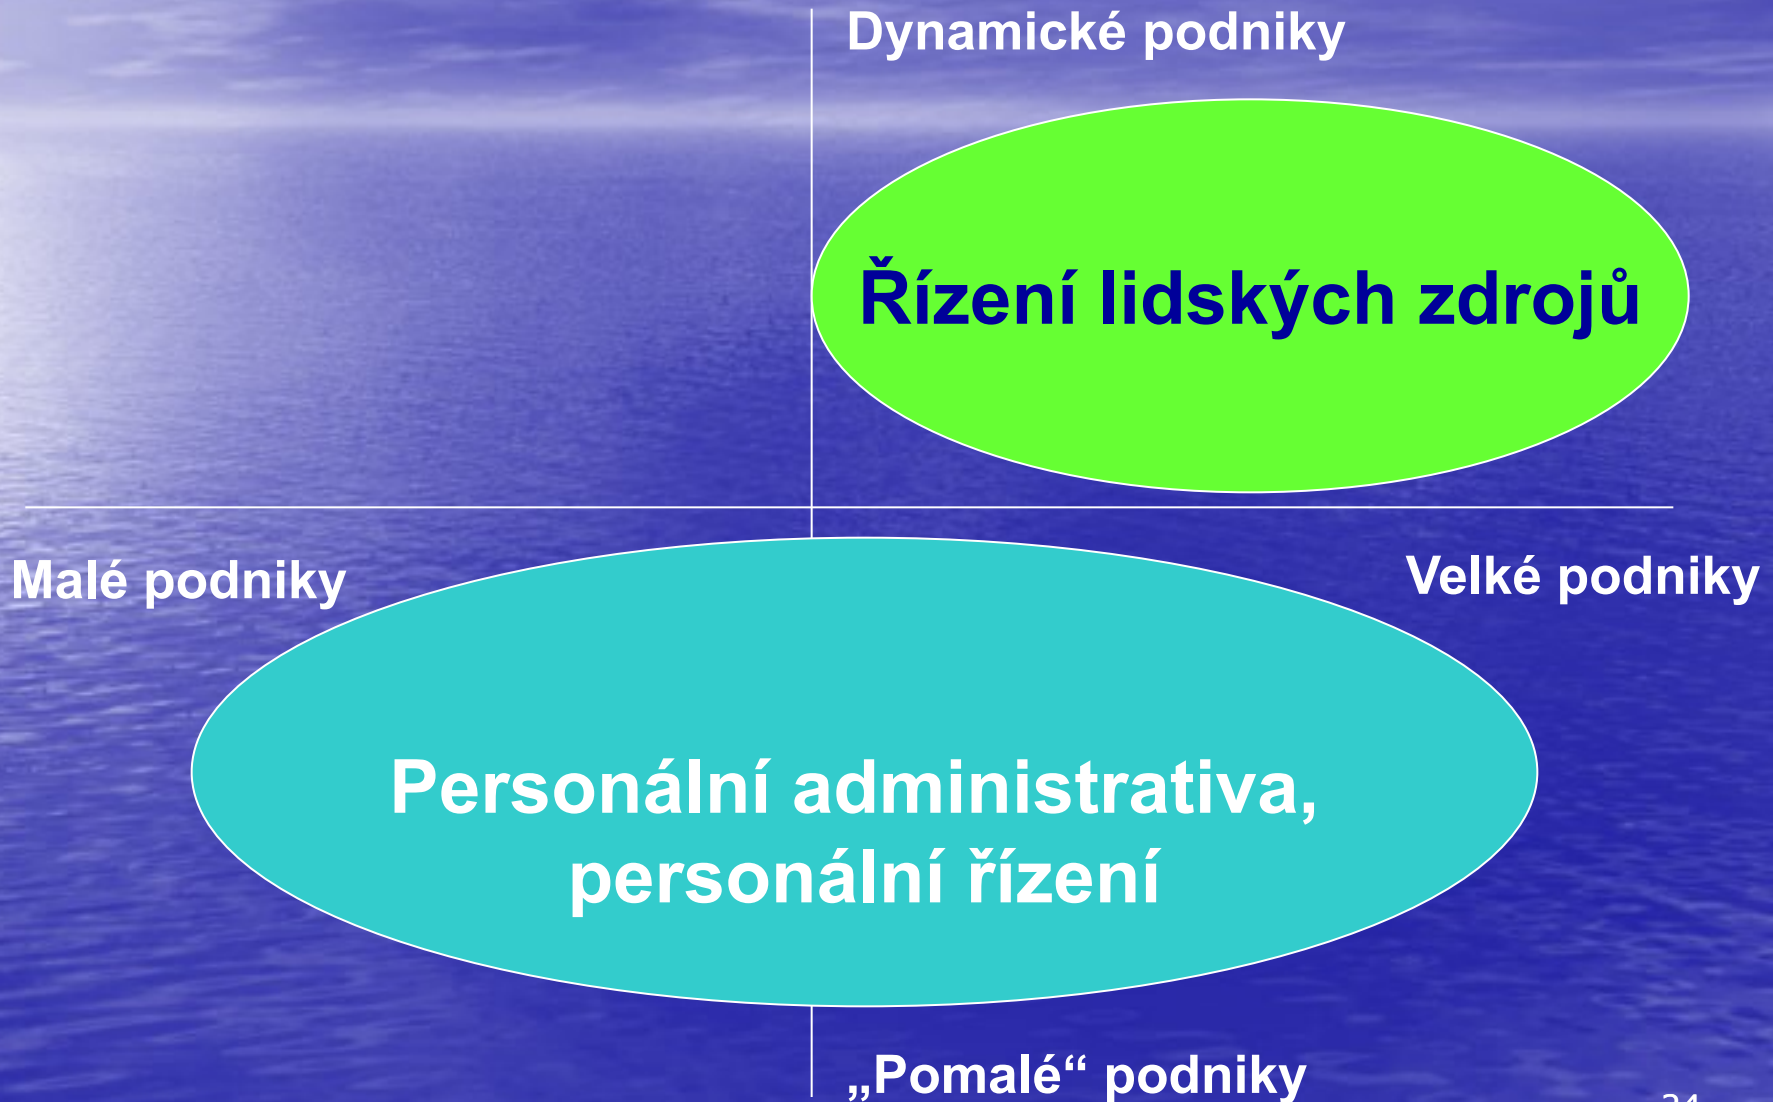 Dynamické podniky
Řízení lidských zdrojů
Malé podniky
Velké podniky
Personální administrativa,
personální řízení
„Pomalé“ podniky